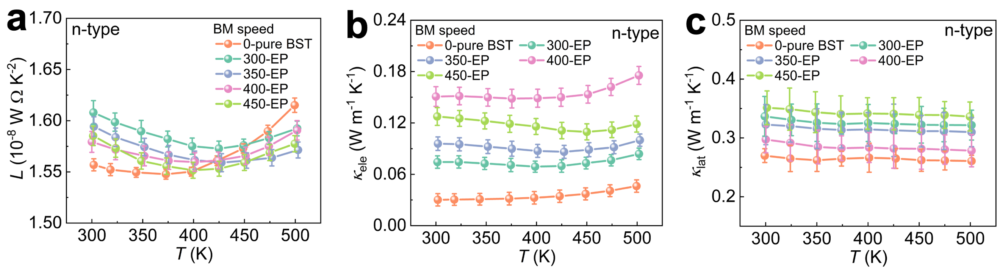 a
n-type
BM speed
0-pure BST
300-EP
350-EP
400-EP
450-EP
1.70
1.65
1.60
1.55
1.50
L (10⁻⁸ W Ω K⁻²)
300 350 400 450 500
T (K)
b
BM speed
n-type
0-pure BST 300-EP
350-EP 400-EP
450-EP
0.24
0.18
0.12
0.06
0.00
κele (W m⁻¹ K⁻¹)
300 350 400 450 500
T (K)
c
BM speed
n-type
0-pure BST 300-EP
350-EP 400-EP
450-EP
0.5
0.4
0.3
0.2
κlat (W m⁻¹ K⁻¹)
300 350 400 450 500
T (K)